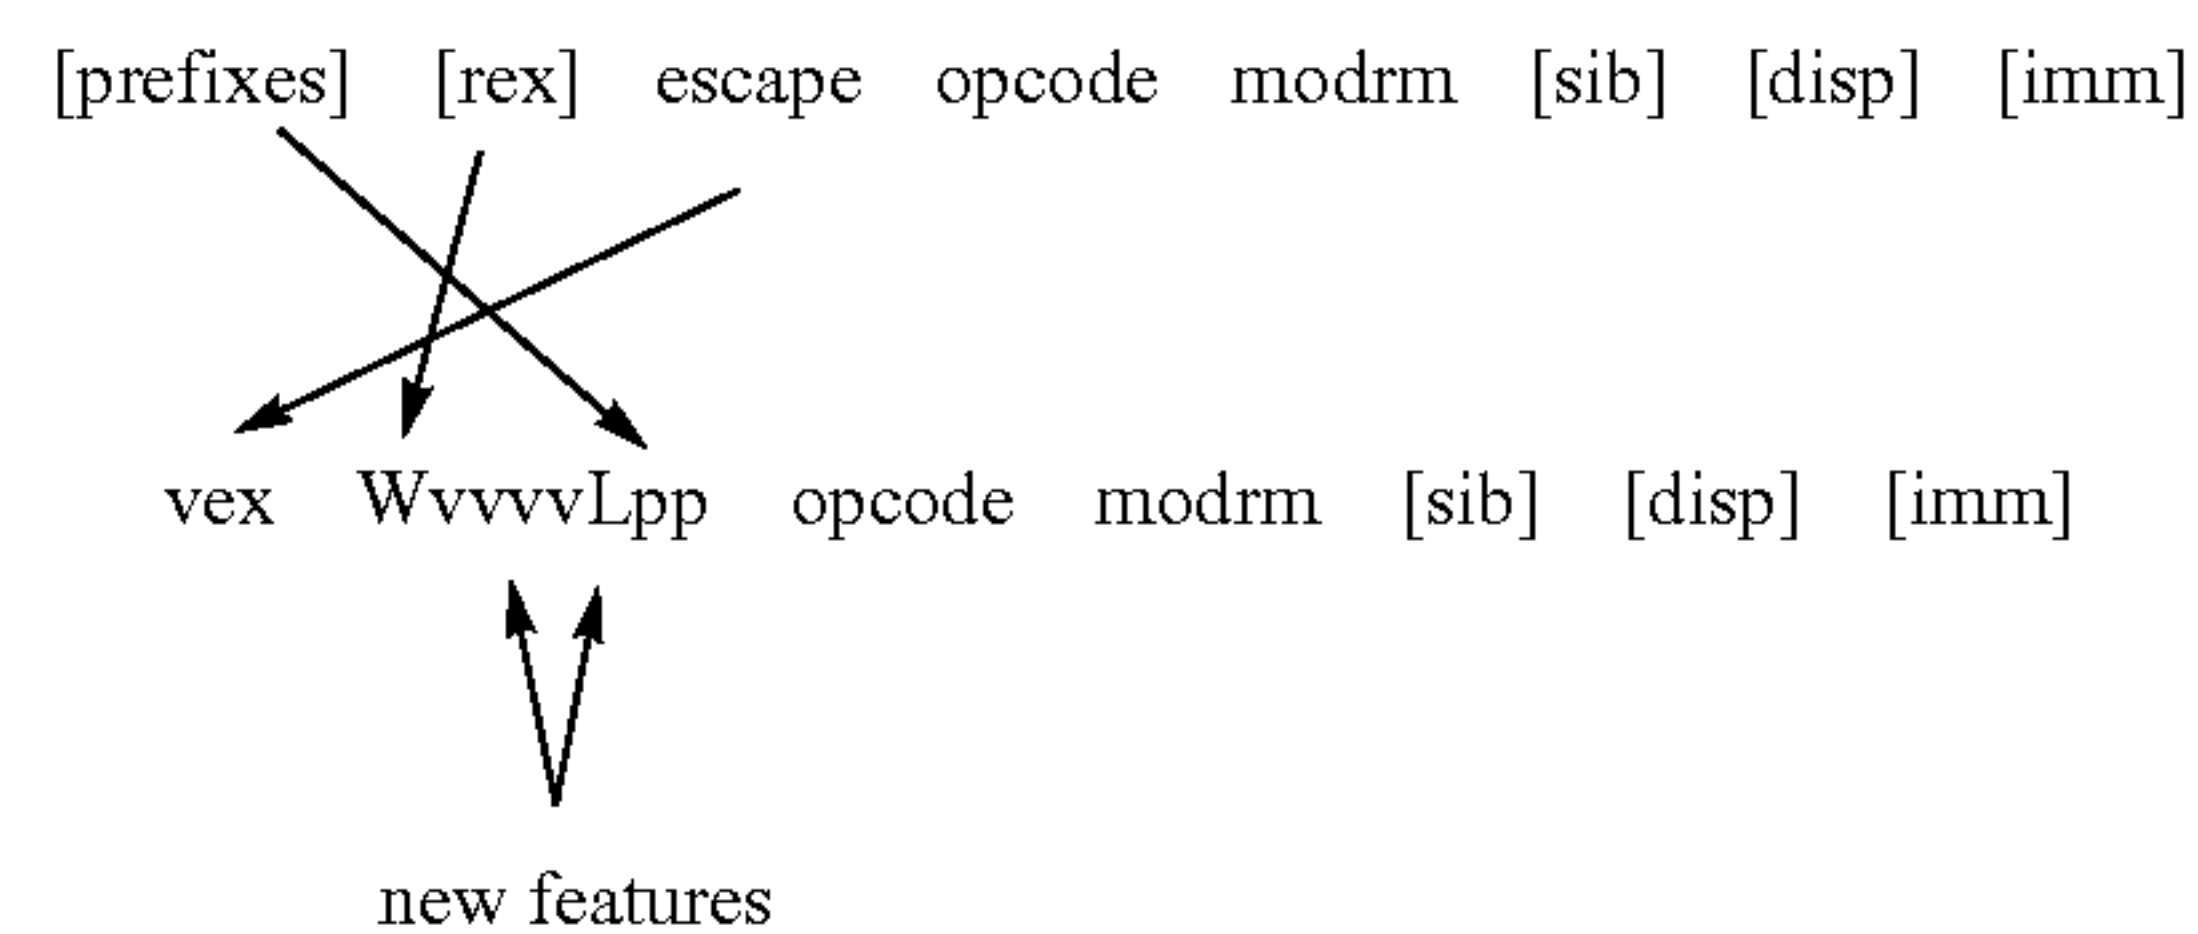 [prefixes] [rex] escape opcode modrm [sib] [disp] [imm]
vex WvvvvLpp opcode modrm [sib] [disp] [imm]
new features